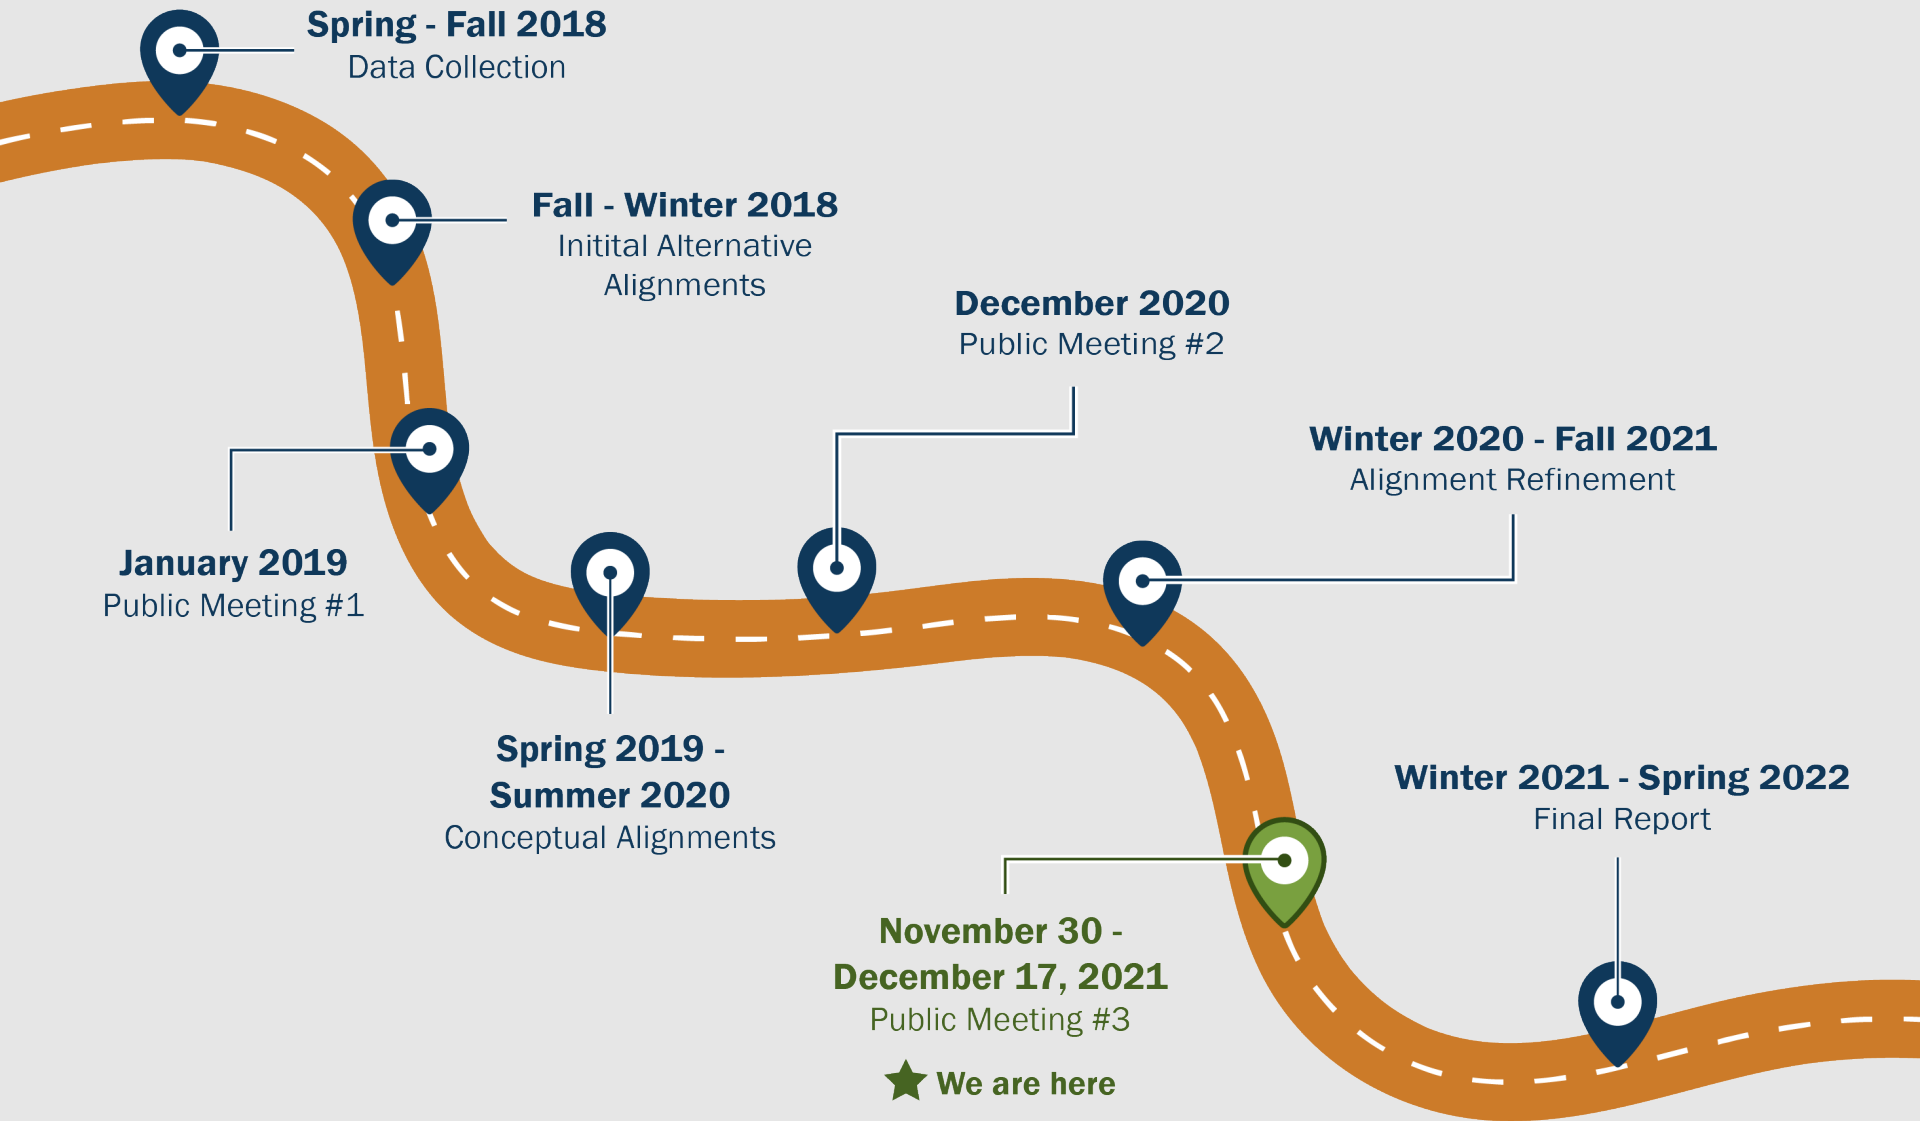 Spring - Fall 2018
Data Collection
Fall - Winter 2018
Initital Alternative
Alignments
January 2019
Public Meeting #1
Spring 2019 -
Summer 2020
Conceptual Alignments
December 2020
Public Meeting #2
Winter 2020 - Fall 2021
Alignment Refinement
November 30 -
December 17, 2021
Public Meeting #3
We are here
Winter 2021 - Spring 2022
Final Report